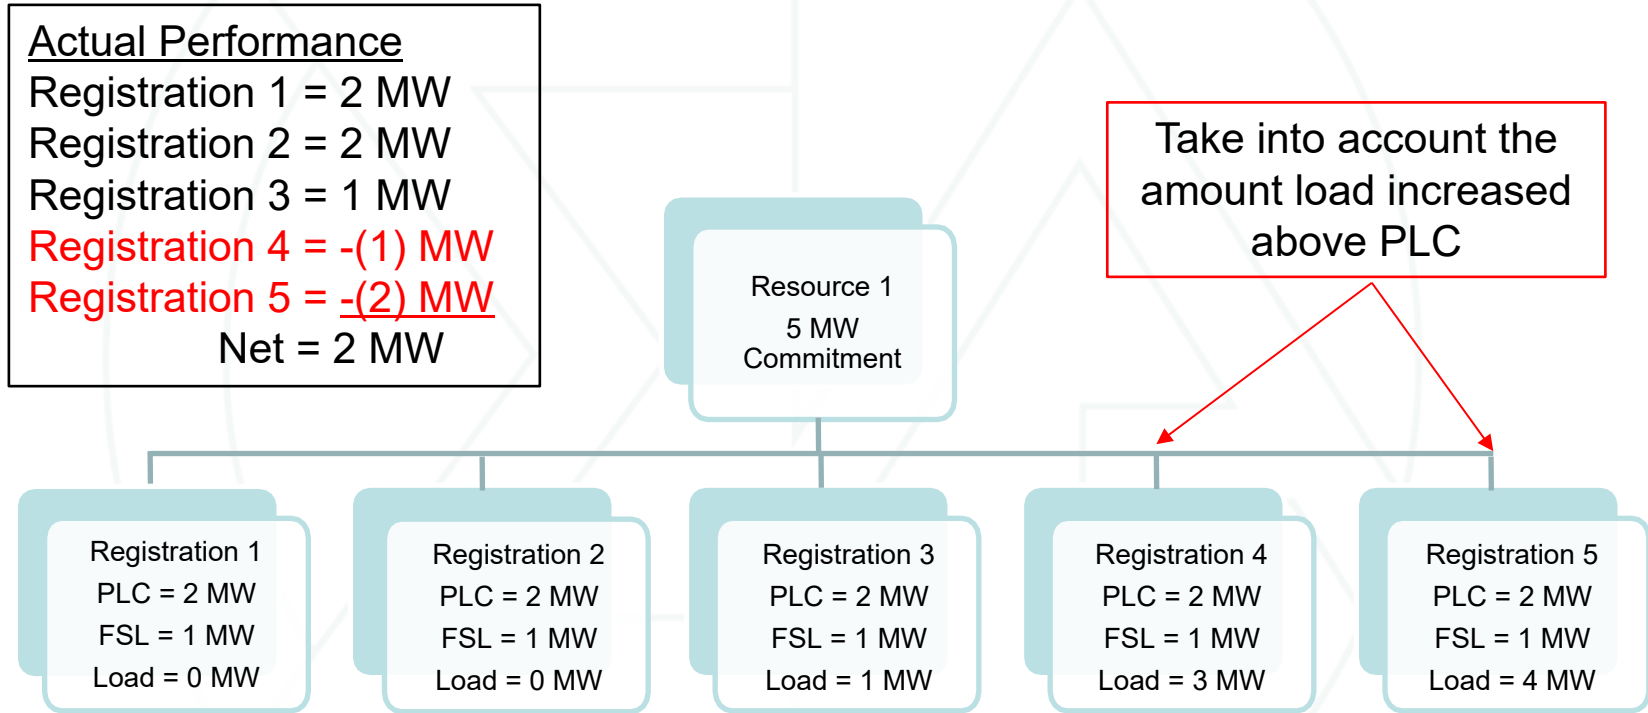 Actual Performance
Registration 1 = 2 MW
Registration 2 = 2 MW
Registration 3 = 1 MW
Registration 4 = -(1) MW
Registration 5 = -(2) MW
Net = 2 MW
Take into account the
amount load increased
above PLC
Resource 1
5 MW
Commitment
Registration 1
PLC = 2 MW
FSL = 1 MW
Load = 0 MW
Registration 2
PLC = 2 MW
FSL = 1 MW
Load = 0 MW
Registration 3
PLC = 2 MW
FSL = 1 MW
Load = 1 MW
Registration 4
PLC = 2 MW
FSL = 1 MW
Load = 3 MW
Registration 5
PLC = 2 MW
FSL = 1 MW
Load = 4 MW